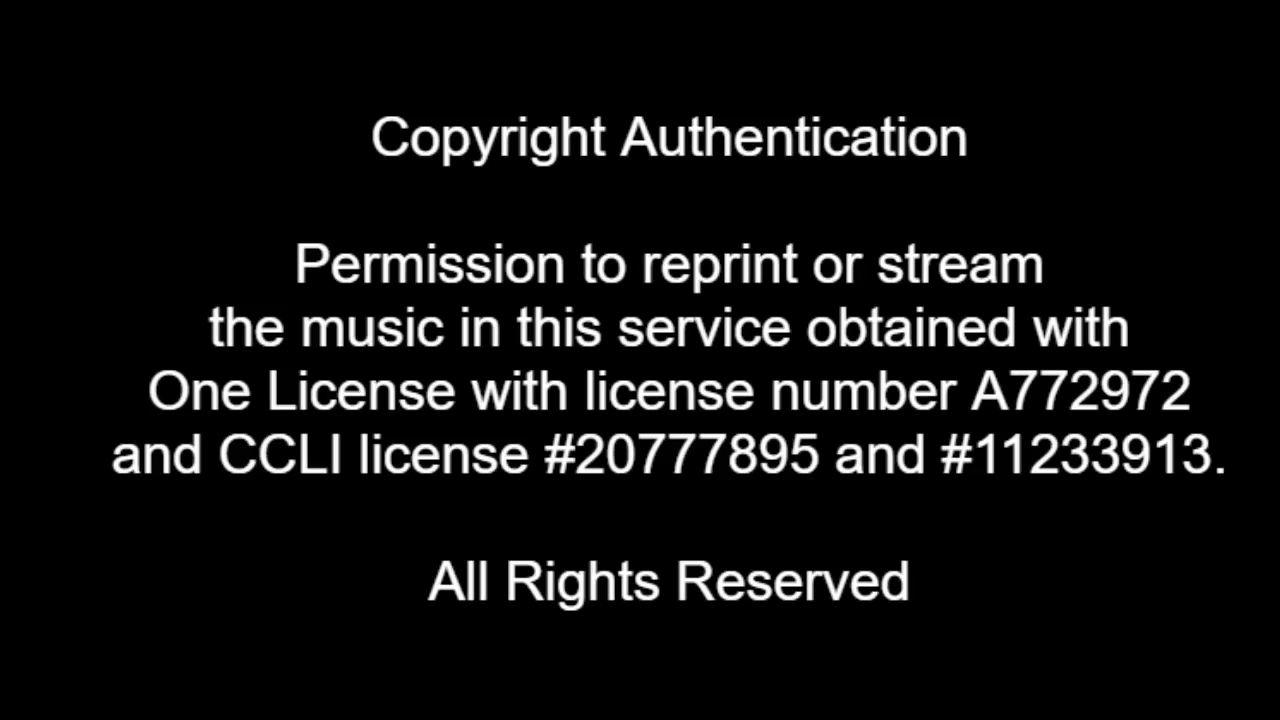 Copyright Authentication
Permission to reprint or stream
the music in this service obtained with
One License with license number A772972
and CCLI license #20777895 and #11233913.
All Rights Reserved